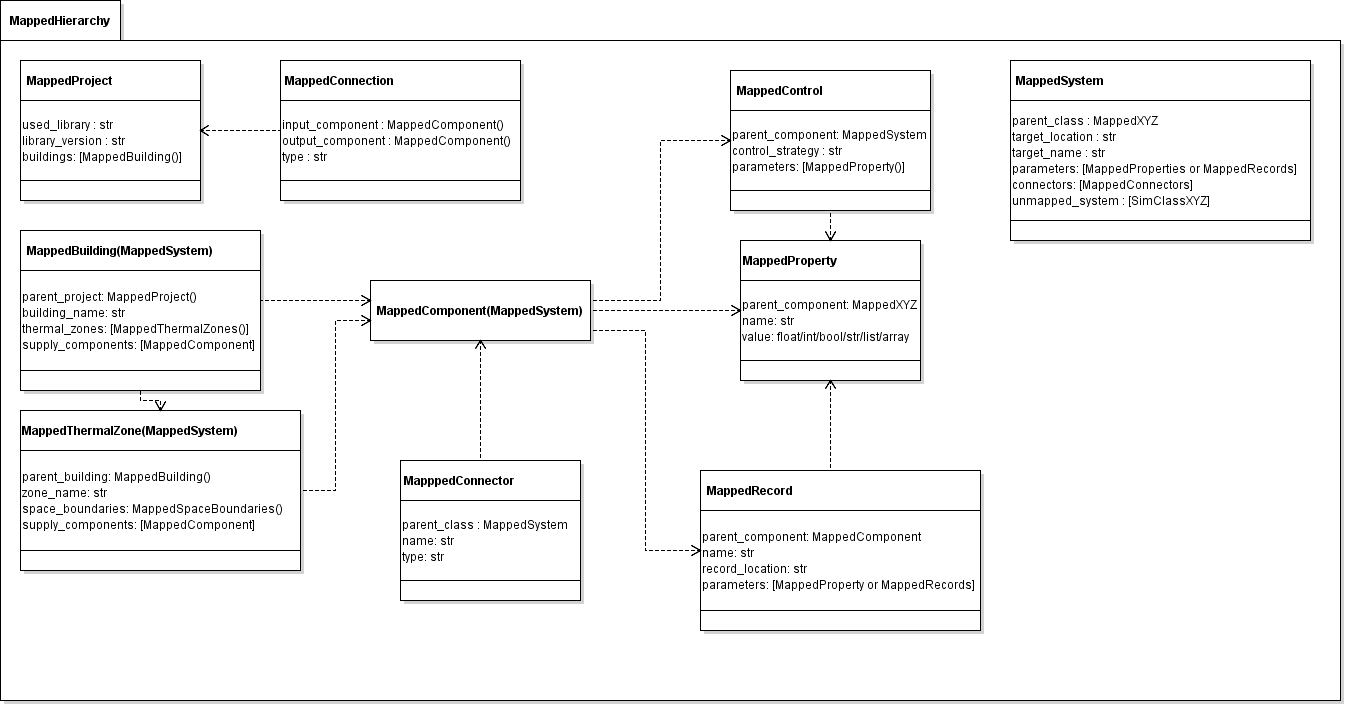 MappedHierarchy
MappedProject
used_library : str
library_version : str
buildings: [MappedBuilding()]
MappedConnection
input_component : MappedComponent()
output_component : MappedComponent()
type : str
MappedControl
parent_component: MappedSystem
control_strategy : str
parameters: [MappedProperty()]
MappedSystem
parent_class : MappedXYZ
target_location : str
target_name : str
parameters: [MappedProperties or MappedRecords]
connectors: [MappedConnectors]
unmapped_system : [SimClassXYZ]
MappedBuilding(MappedSystem)
parent_project: MappedProject()
building_name: str
thermal_zones: [MappedThermalZones()]
supply_components: [MappedComponent]
MappedComponent(MappedSystem)
MappedProperty
parent_component: MappedXYZ
name: str
value: float/int/bool/str/list/array
MappedThermalZone(MappedSystem)
parent_building: MappedBuilding()
zone_name: str
space_boundaries: MappedSpaceBoundaries()
supply_components: [MappedComponent]
MapppedConnector
parent_class : MappedSystem
name: str
type: str
MappedRecord
parent_component: MappedComponent
name: str
record_location: str
parameters: [MappedProperty or MappedRecords]